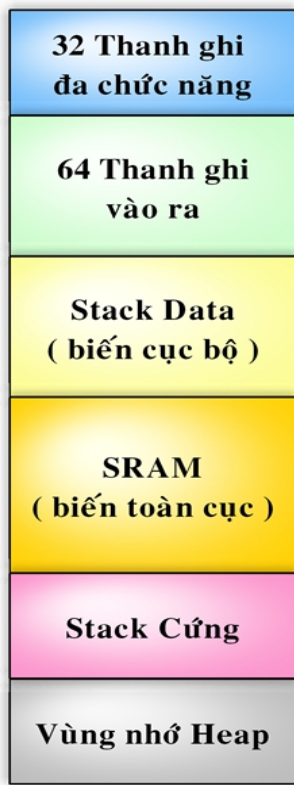 32 Thanh ghi
đa chức năng
64 Thanh ghi
vào ra
Stack Data
( biến cục bộ )
SRAM
( biến toàn cục )
Stack Cứng
Vùng nhớ Heap